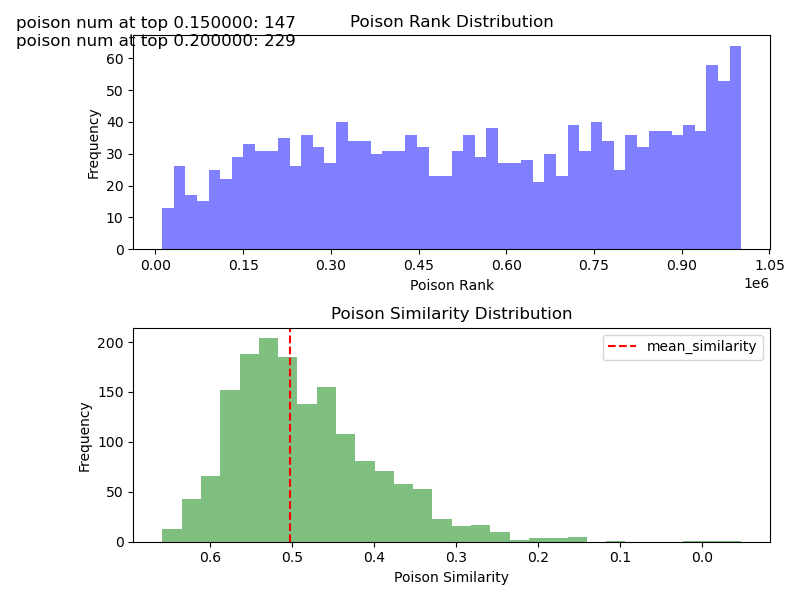 poison num at top 0.150000: 147
poison num at top 0.200000: 229
Poison Rank Distribution
Frequency
60
50
40
30
20
10
0
0.00 0.15 0.30 0.45 0.60 0.75 0.90 1.05
1e6
Poison Rank
Poison Similarity Distribution
mean_similarity
Frequency
200
150
100
50
0
0.6 0.5 0.4 0.3 0.2 0.1 0.0
Poison Similarity